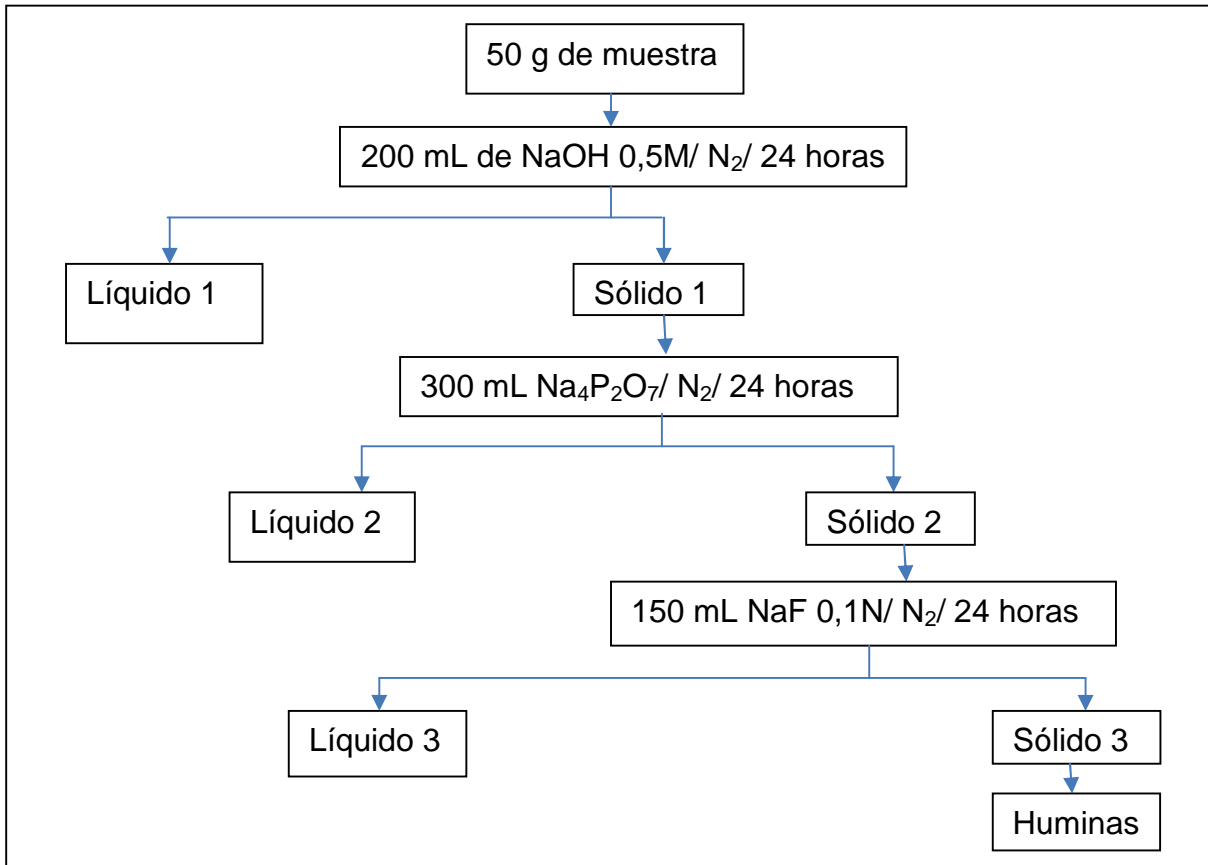 50 g de muestra
200 mL de NaOH 0,5M/ N₂/ 24 horas
Líquido 1
Sólido 1
300 mL Na₄P₂O₇/ N₂/ 24 horas
Líquido 2
Sólido 2
150 mL NaF 0,1N/ N₂/ 24 horas
Líquido 3
Sólido 3
Huminas